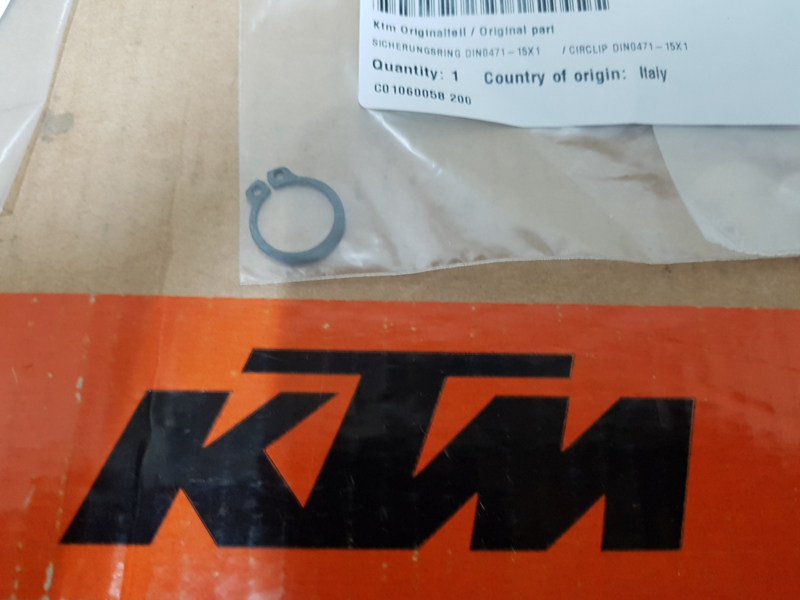 Ktm Originalteil / Original part
SICHERUNGSRING DIN0471-15X1 / CIRCLIP DIN0471-15X1
Quantity: 1 Country of origin: Italy
C01060058 200
KTM